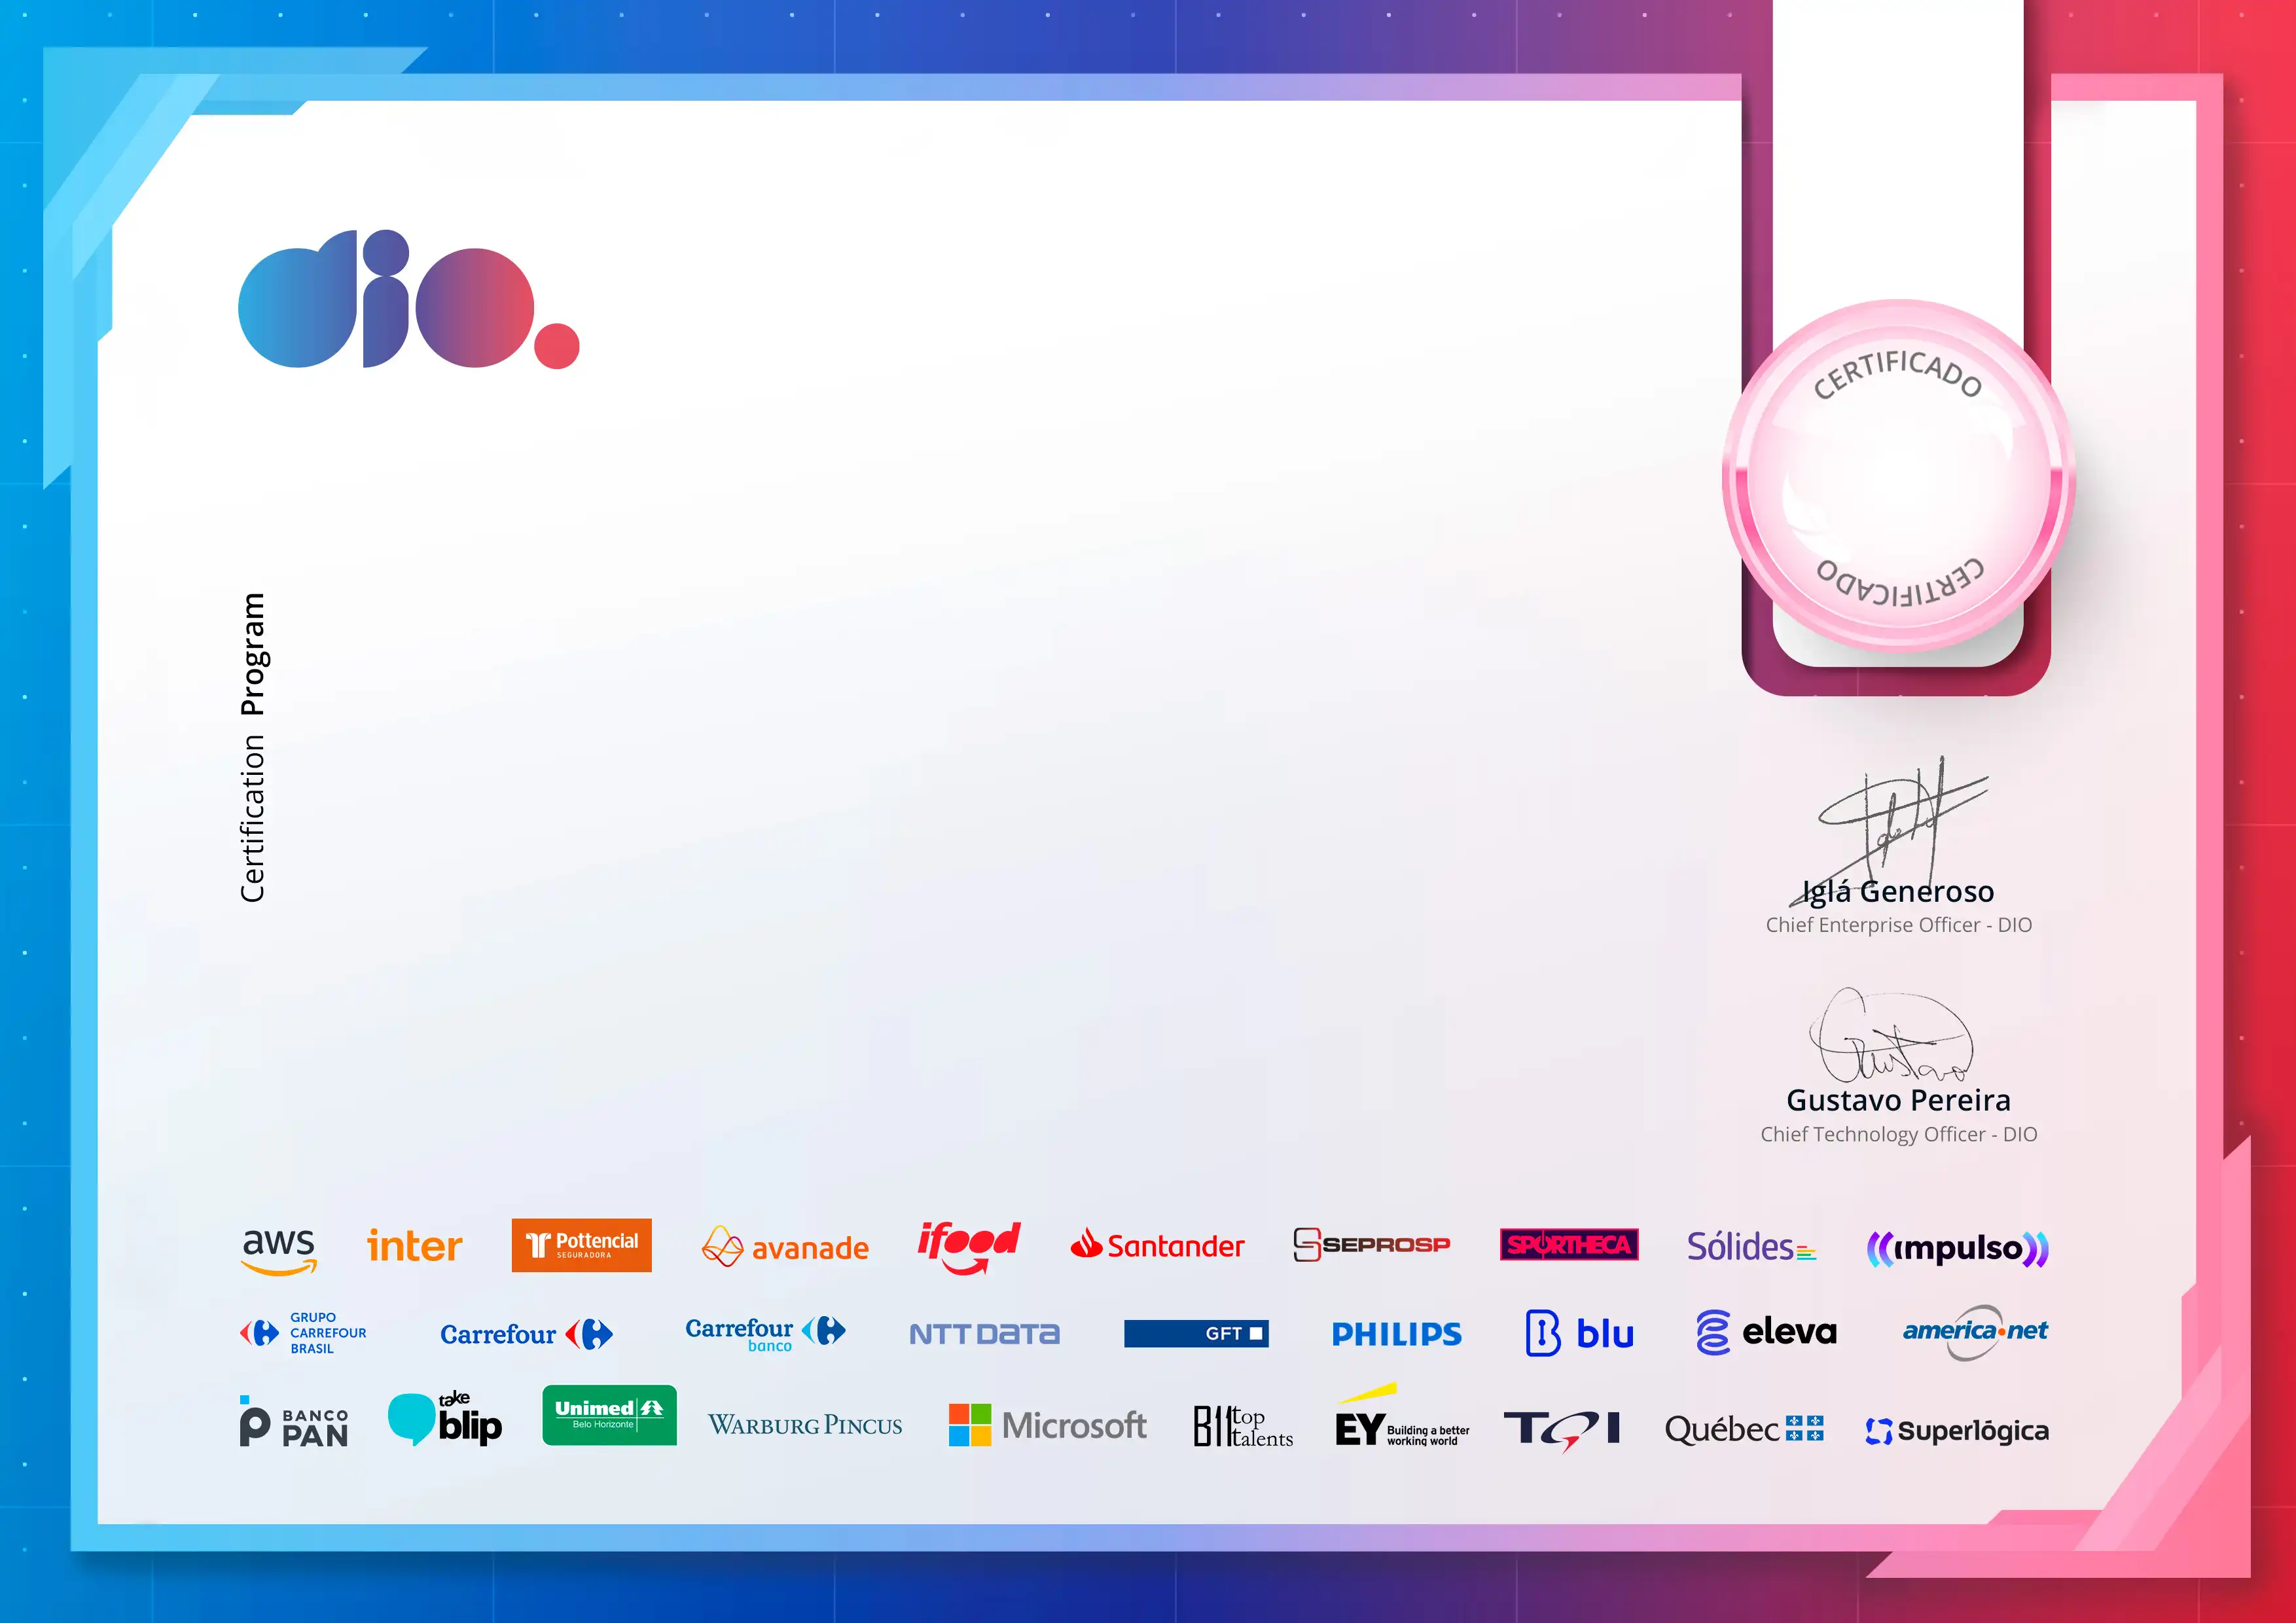 dio.
CERTIFICADO
CERTIFICADO
Certification Program
Iglá Generoso
Chief Enterprise Officer - DIO
Gustavo
Gustavo Pereira
Chief Technology Officer - DIO
aws inter Pottencial SEGURADORA avanade ifood Santander SEPROSP SPORTHECA Sólides impulso
GRUPO CARREFOUR BRASIL Carrefour Carrefour banco NTT DATA GFT PHILIPS blu eleva america net
BANCO PAN take blip Unimed Belo Horizonte WARBURG PINCUS Microsoft B11 top talents EY Building a better working world TQI Québec Superlógica